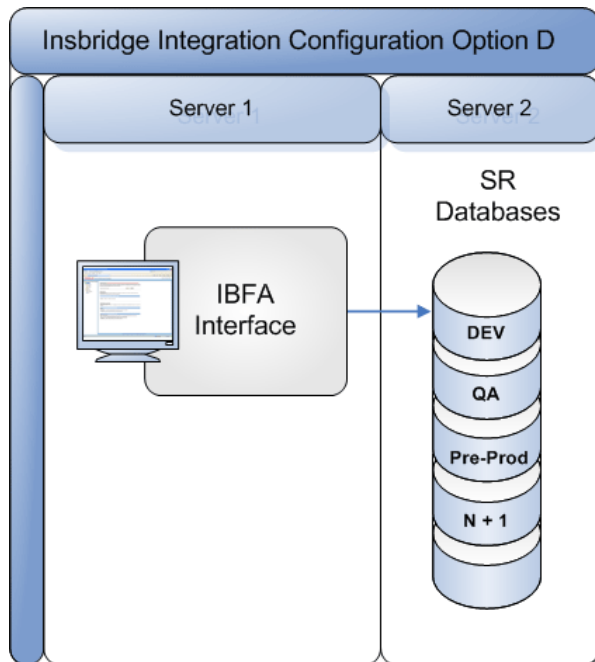 Insbridge Integration Configuration Option D
Server 1
Server 2
SR
Databases
IBFA
Interface
DEV
QA
Pre-Prod
N + 1